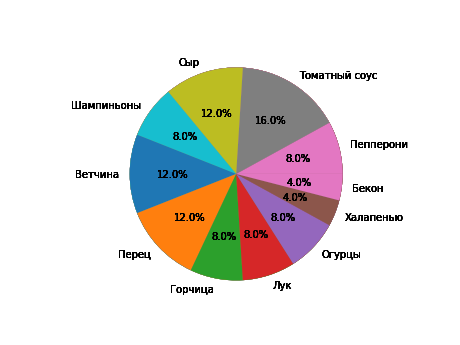 Сыр
Томатный соус
Шампиньоны
12.0%
16.0%
8.0%
Пепперони
8.0%
Ветчина
12.0%
4.0%
Бекон
4.0%
Халапенью
12.0%
8.0%
8.0%
8.0%
Перец
Огурцы
Горчица
Лук